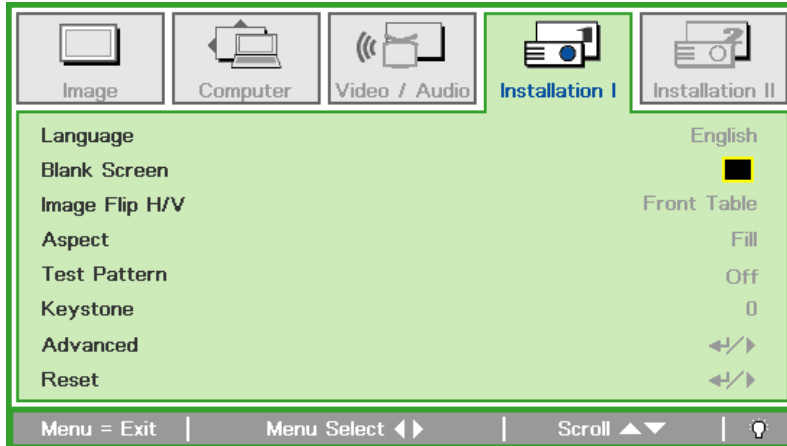 Image Computer Video / Audio Installation I Installation II
Language English
Blank Screen
Image Flip H/V Front Table
Aspect Fill
Test Pattern Off
Keystone 0
Advanced
Reset
Menu = Exit Menu Select Scroll